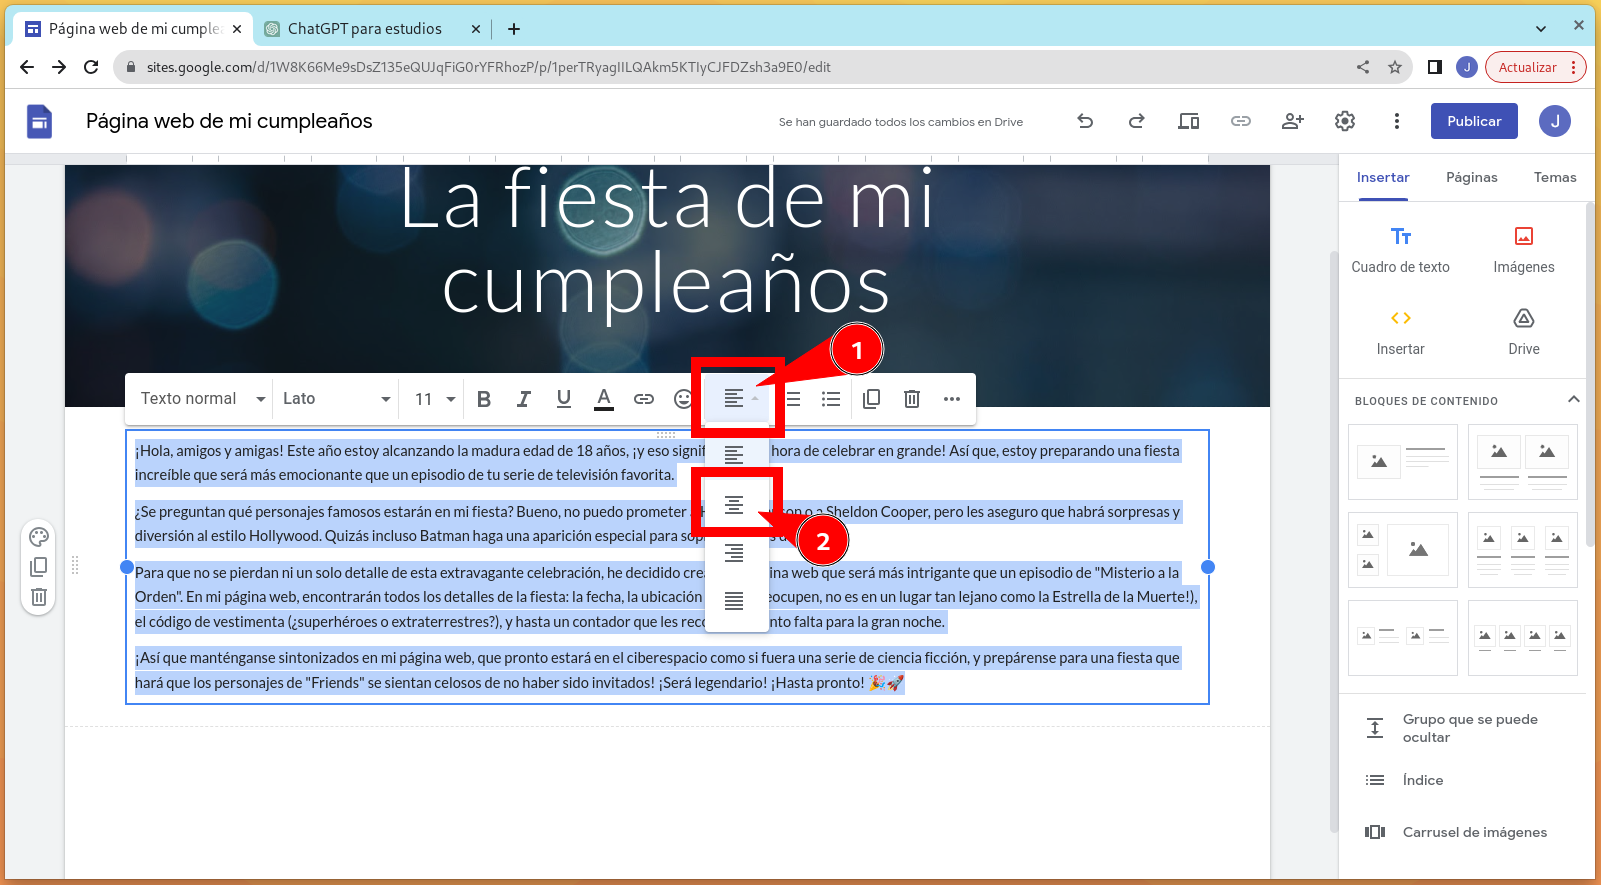 Página web de mi cumplea
ChatGPT para estudios
sites.google.com/d/1W8K66Me9sDsZ135eQUJqFiG0rYFRhozP/p/1perTRyagIILQAkm5KTIyCJFDZsh3a9E0/edit
J
Actualizar
Página web de mi cumpleaños
Se han guardado todos los cambios en Drive
Publicar
J
Insertar Páginas Temas
La fiesta de mi
cumpleaños
Cuadro de texto Imágenes
Insertar Drive
1
Texto normal Lato 11 B I U A
BLOQUES DE CONTENIDO
¡Hola, amigos y amigas! Este año estoy alcanzando la madura edad de 18 años, ¡y eso signif hora de celebrar en grande! Así que, estoy preparando una fiesta
increíble que será más emocionante que un episodio de tu serie de televisión favorita.
¿Se preguntan qué personajes famosos estarán en mi fiesta? Bueno, no puedo prometer o a Sheldon Cooper, pero les aseguro que habrá sorpresas y
diversión al estilo Hollywood. Quizás incluso Batman haga una aparición especial para
2
Para que no se pierdan ni un solo detalle de esta extravagante celebración, he decidido cre ina web que será más intrigante que un episodio de "Misterio a la
Orden". En mi página web, encontrarán todos los detalles de la fiesta: la fecha, la ubicación eocupen, no es en un lugar tan lejano como la Estrella de la Muerte!),
el código de vestimenta (¿superhéroes o extraterrestres?), y hasta un contador que les reco nto falta para la gran noche.
¡Así que manténganse sintonizados en mi página web, que pronto estará en el ciberespacio como si fuera una serie de ciencia ficción, y prepárense para una fiesta que
hará que los personajes de "Friends" se sientan celosos de no haber sido invitados! ¡Será legendario! ¡Hasta pronto! 🎉🚀
Grupo que se puede
ocultar
Índice
Carrusel de imágenes